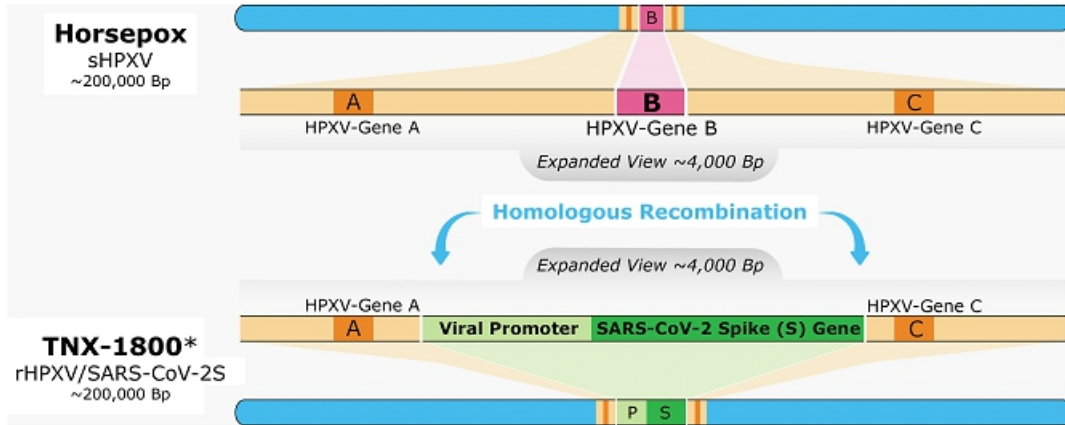 B
Horsepox
sHPXV
~200,000 Bp
A B C
HPXV-Gene A HPXV-Gene B HPXV-Gene C
Expanded View ~4,000 Bp
Homologous Recombination
Expanded View ~4,000 Bp
HPXV-Gene A HPXV-Gene C
A Viral Promoter SARS-CoV-2 Spike (S) Gene C
TNX-1800*
rHPXV/SARS-CoV-2S
~200,000 Bp
P S